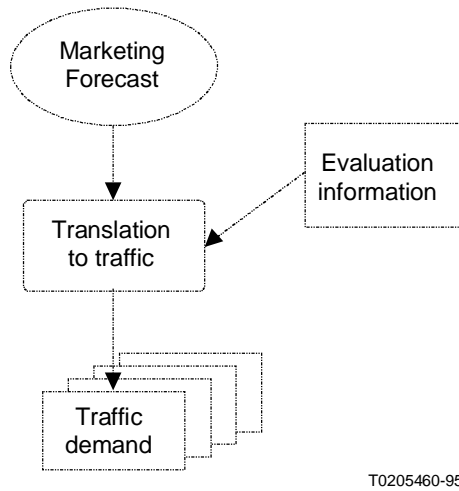 Marketing
Forecast
Evaluation
information
Translation
to traffic
Traffic
demand
T0205460-95